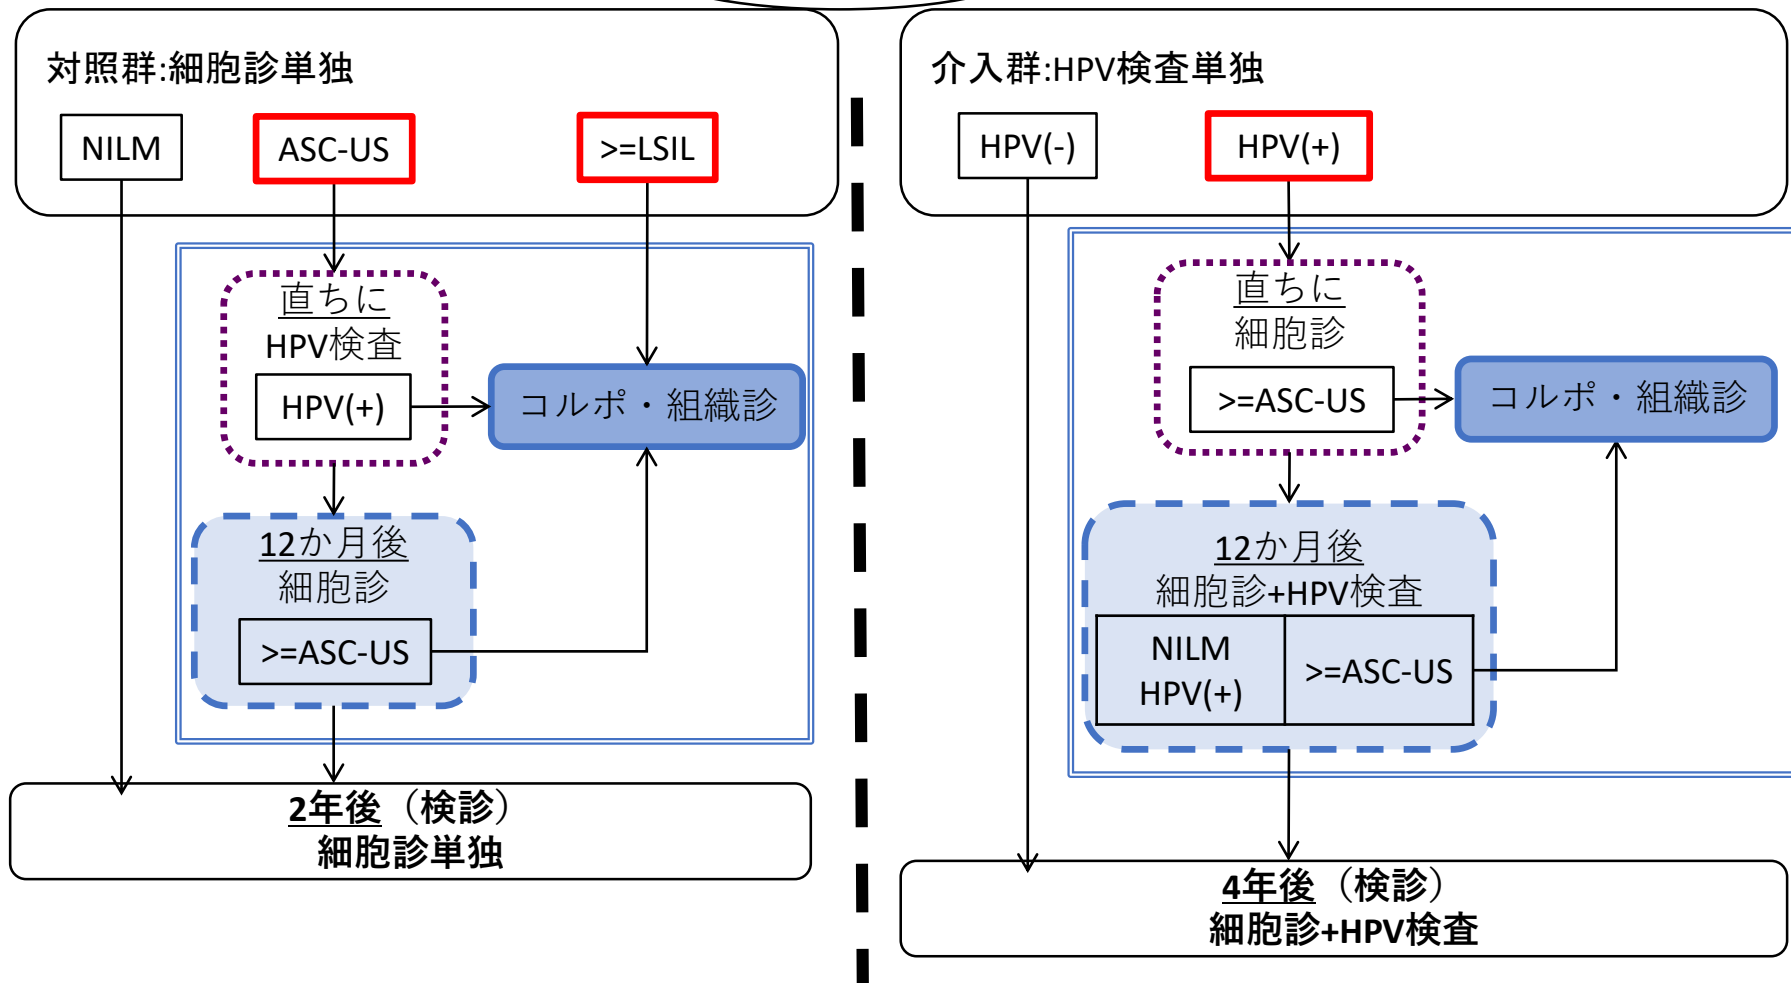 対照群:細胞診単独
NILM
ASC-US
>=LSIL
直ちに
HPV検査
HPV(+)
コルポ・組織診
12か月後
細胞診
>=ASC-US
2年後（検診）
細胞診単独
介入群:HPV検査単独
HPV(-)
HPV(+)
直ちに
細胞診
>=ASC-US
コルポ・組織診
12か月後
細胞診+HPV検査
NILM
HPV(+)
>=ASC-US
4年後（検診）
細胞診+HPV検査